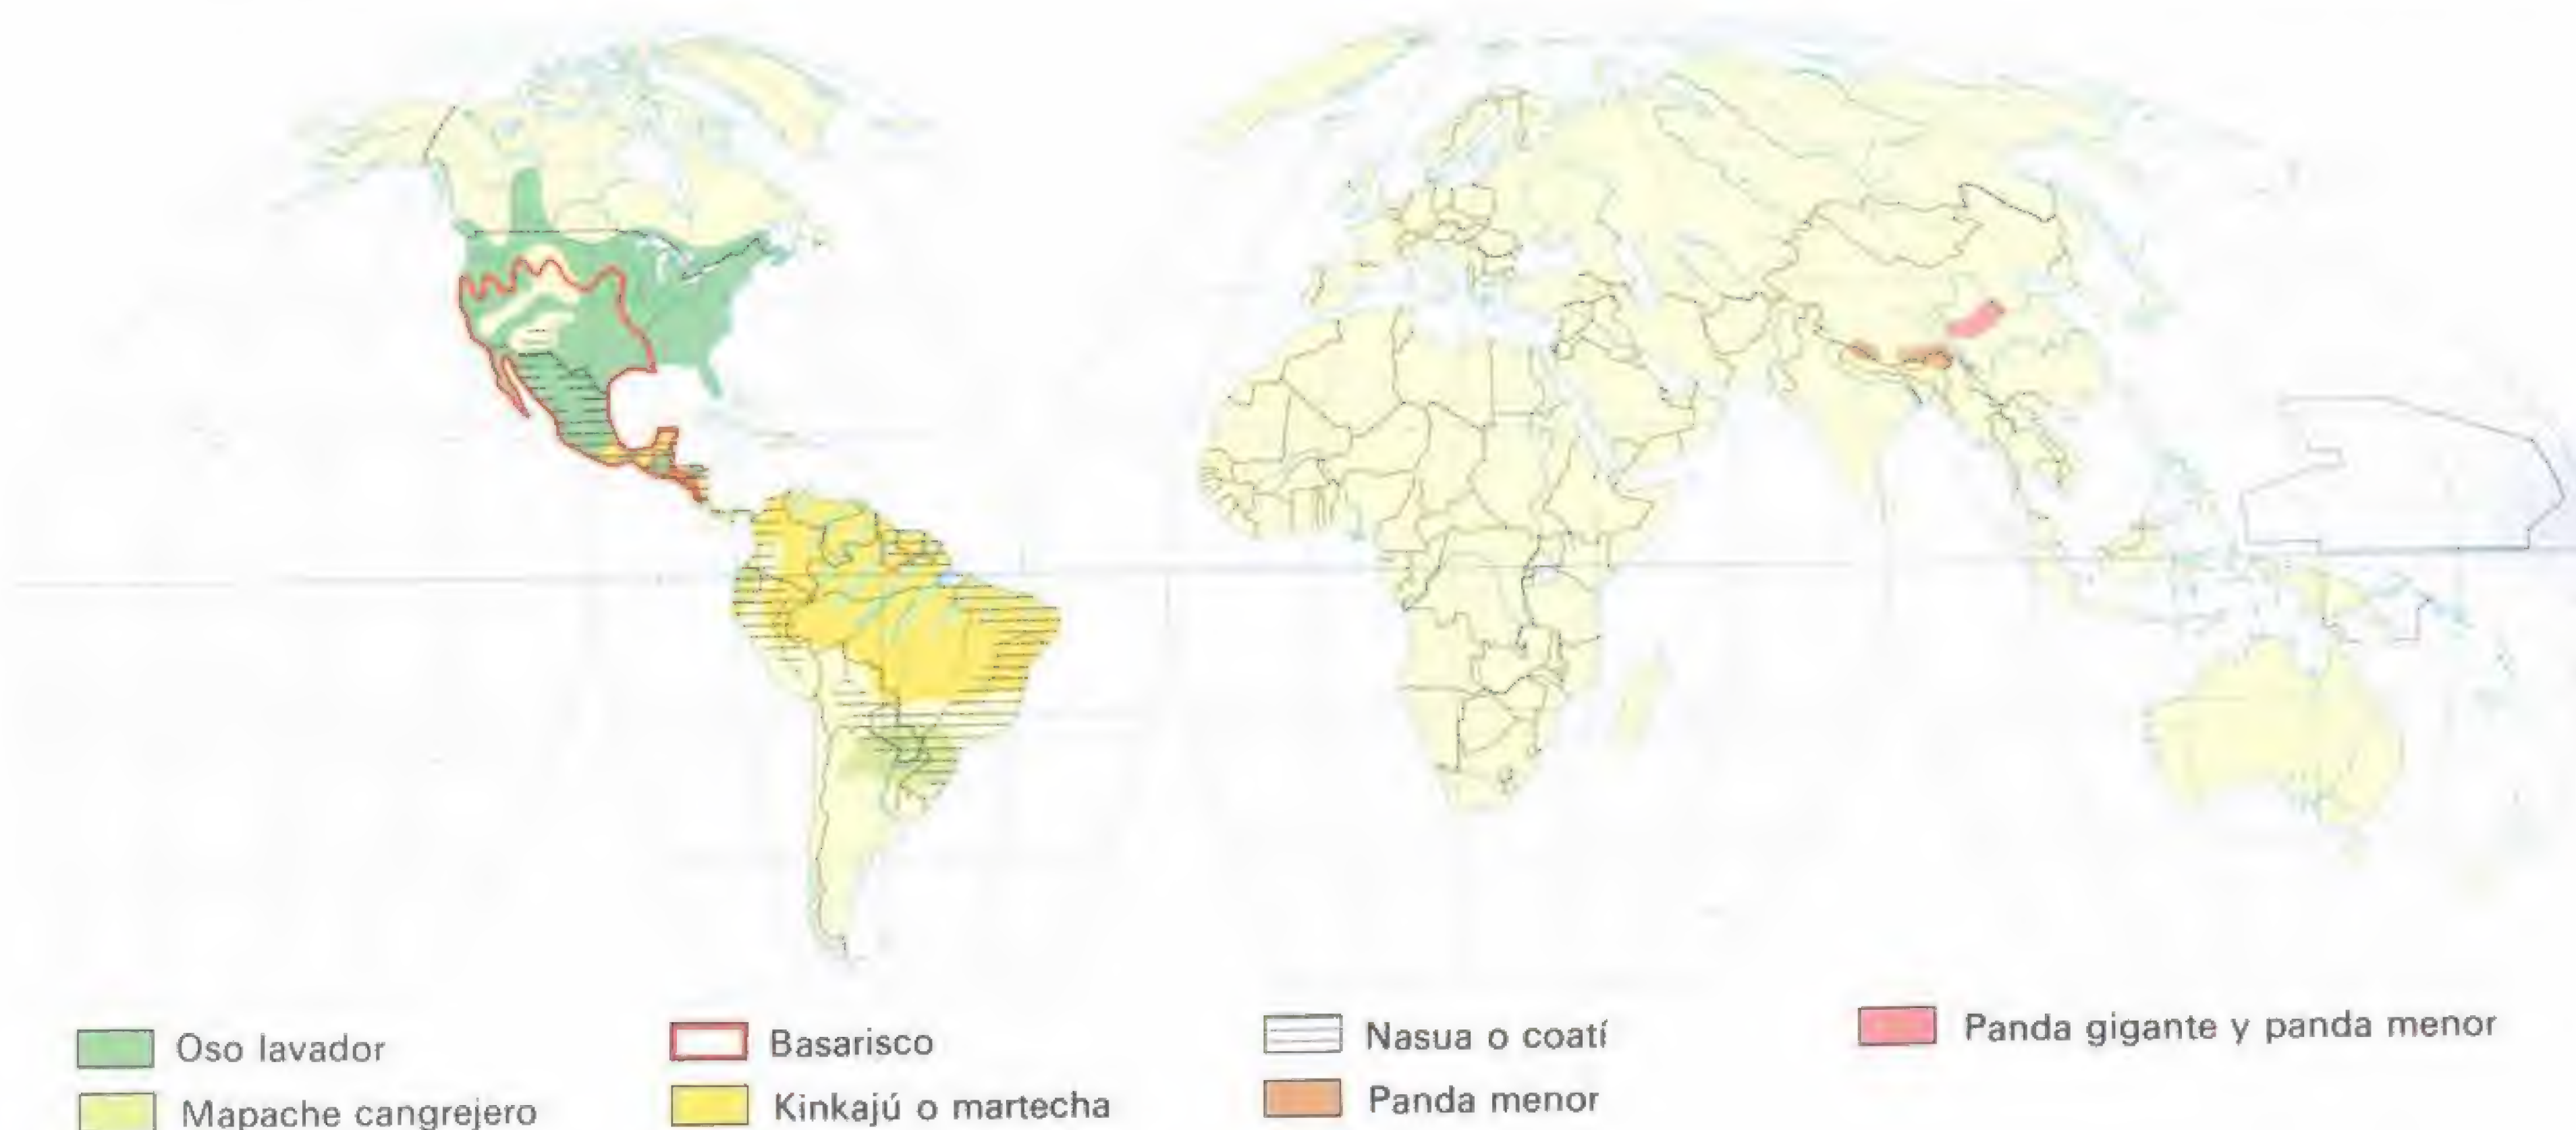 Oso lavador
Mapache cangrejero
Basarisco
Kinkajú o martecha
Nasua o coatí
Panda menor
Panda gigante y panda menor